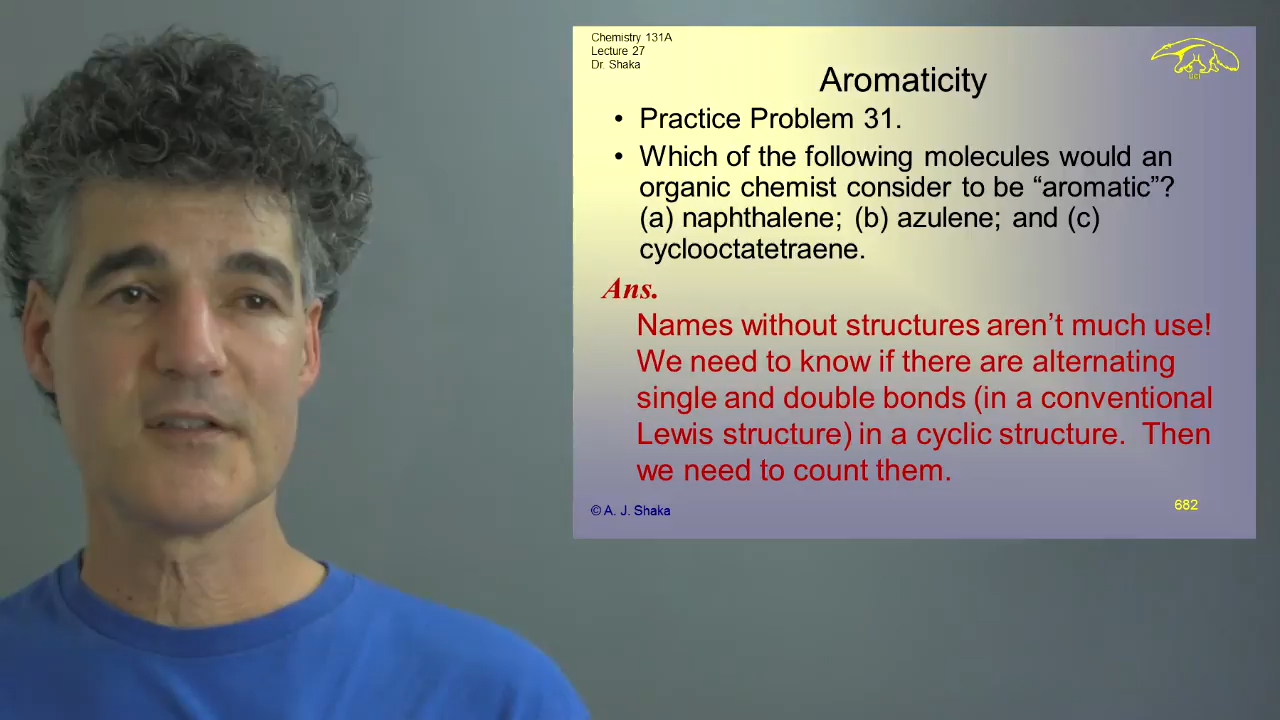 Chemistry 131A
Lecture 27
Dr. Shaka
UCI
Aromaticity
• Practice Problem 31.
• Which of the following molecules would an
organic chemist consider to be “aromatic”?
(a) naphthalene; (b) azulene; and (c)
cyclooctatetraene.
Ans.
Names without structures aren’t much use!
We need to know if there are alternating
single and double bonds (in a conventional
Lewis structure) in a cyclic structure.  Then
we need to count them.
© A. J. Shaka
682